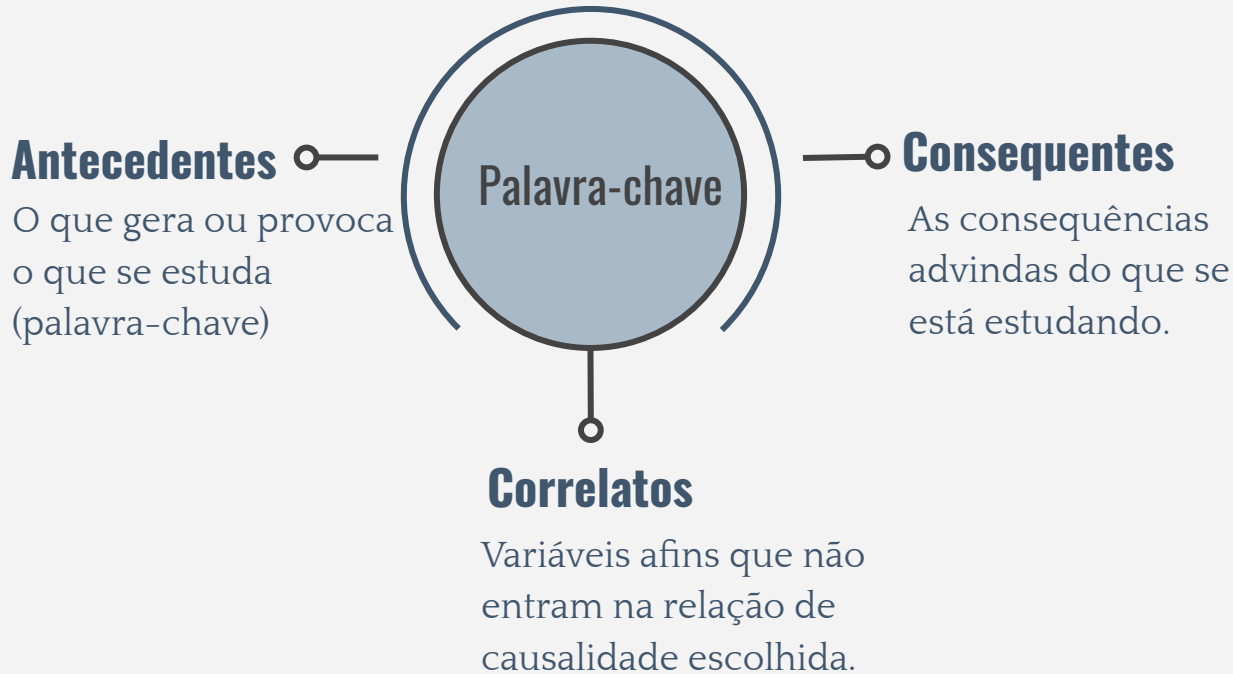 Palavra-chave
Antecedentes
O que gera ou provoca
o que se estuda
(palavra-chave)
Consequentes
As consequências
advindas do que se
está estudando.
Correlatos
Variáveis afins que não
entram na relação de
causalidade escolhida.